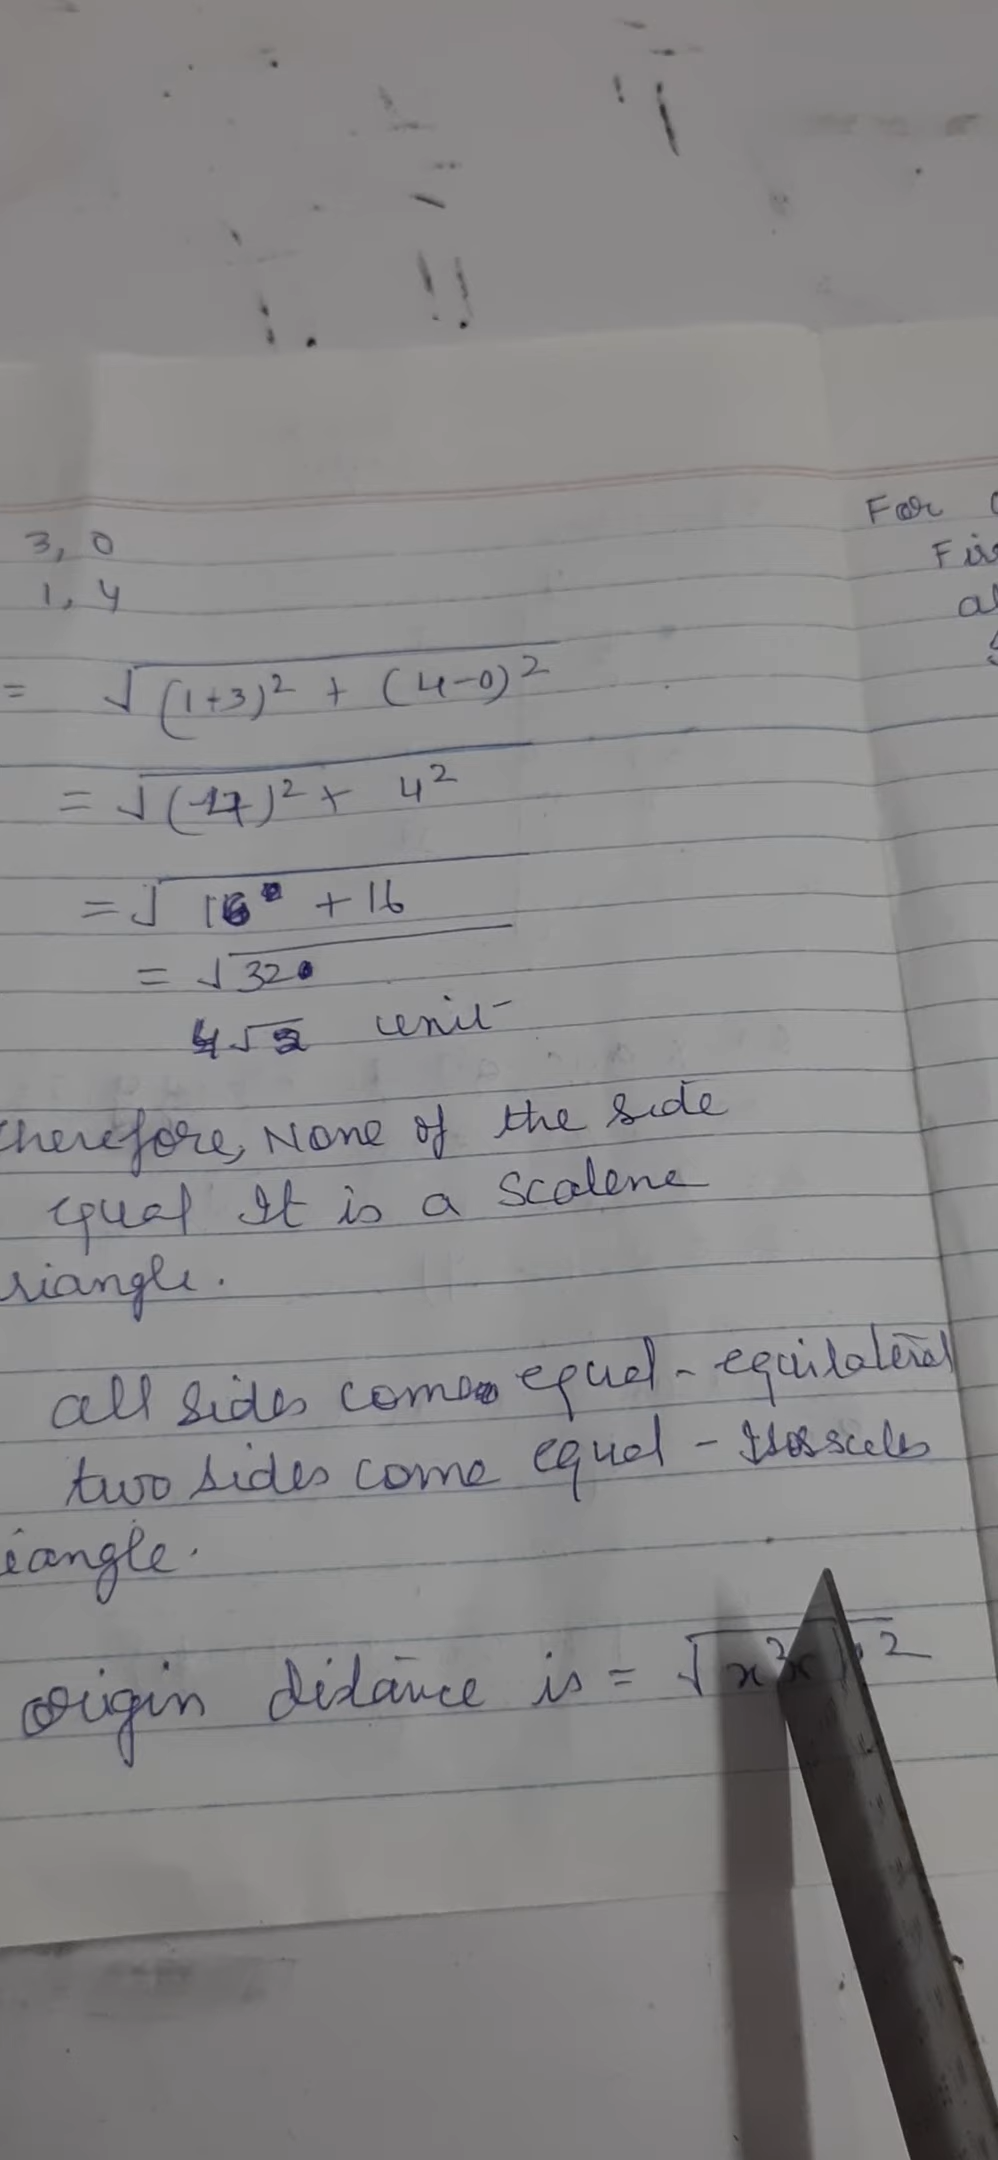 3, 0
1, 4
= √(1+3)² + (4-0)²
= √( )² + 4²
= √16 + 16
= √32
4√2 unit
therefore, None of the side
equal It is a scalene
riangle.
all sides come equal - equilateral
two sides come equal - Isosceles
iangle.
origin distance is = √x² ²
For
Fir